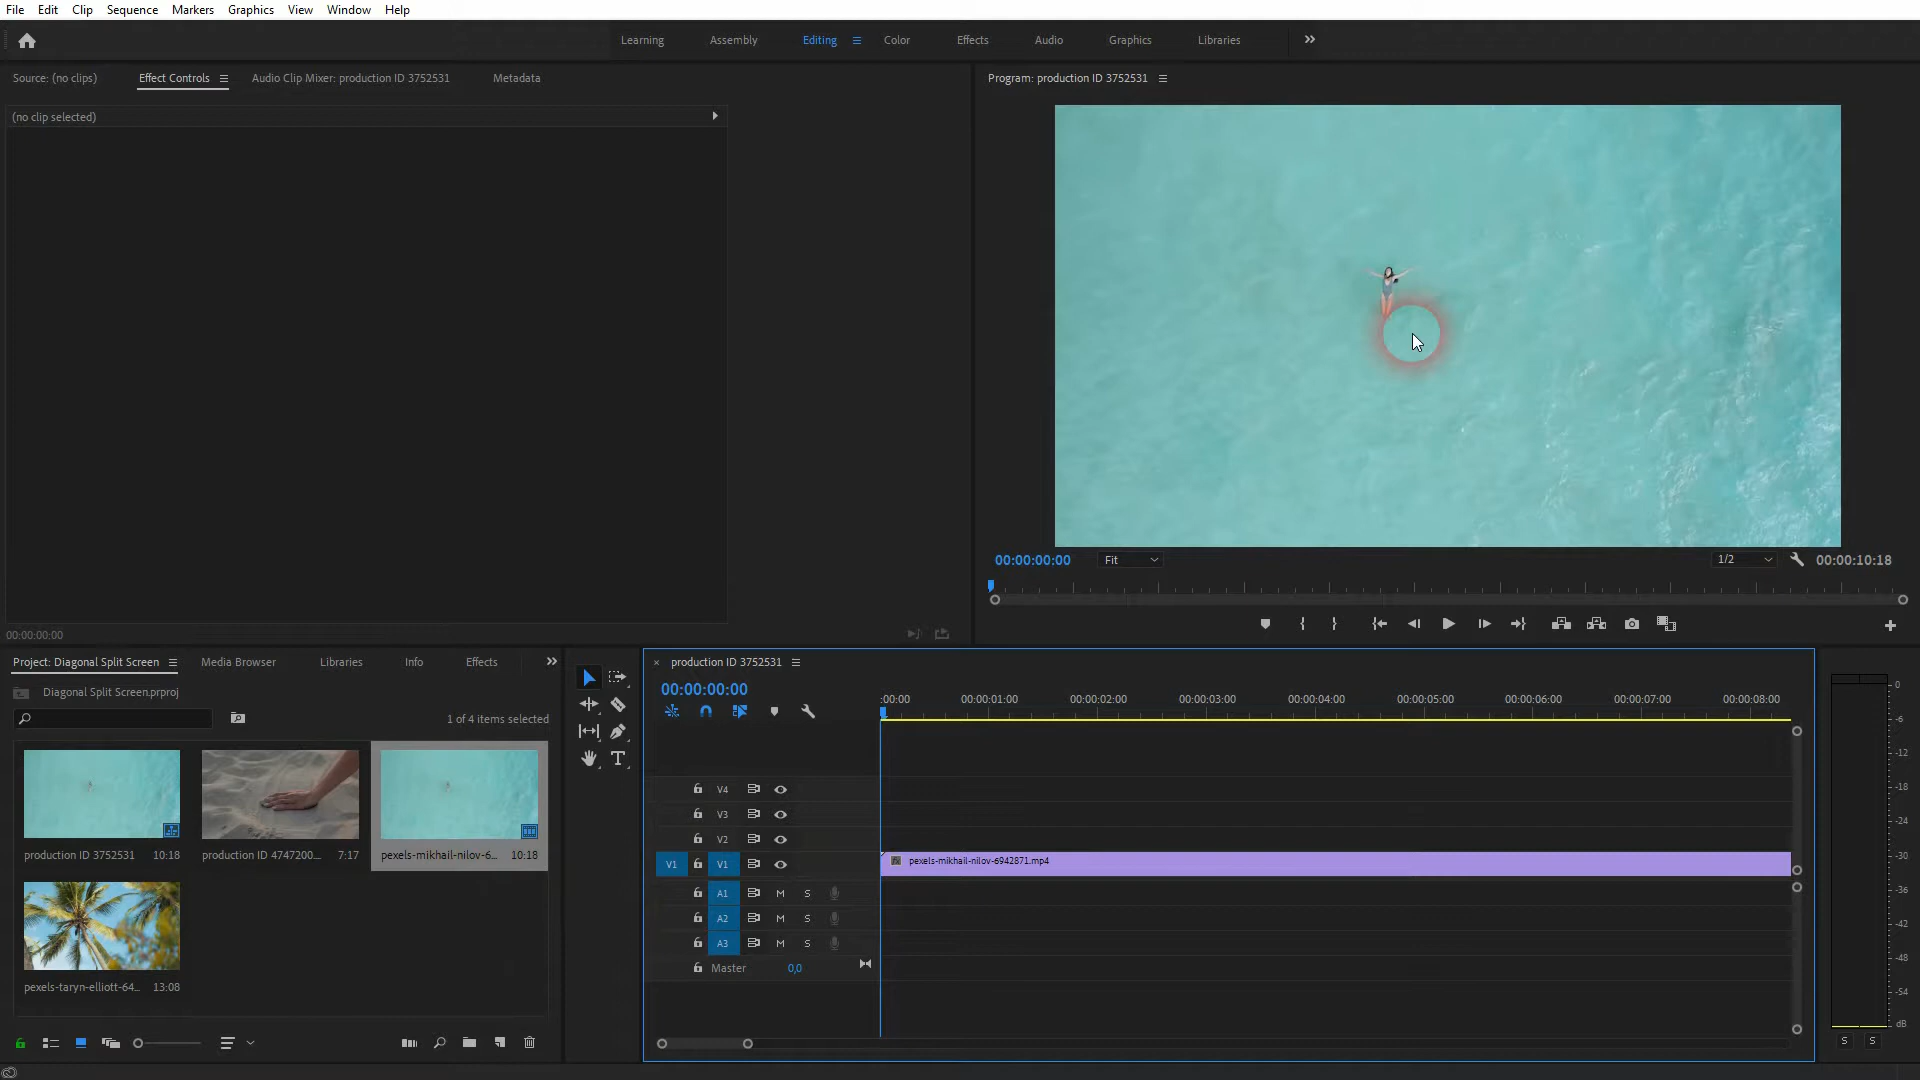 File Edit Clip Sequence Markers Graphics View Window Help
Learning Assembly Editing Color Effects Audio Graphics Libraries
Source: (no clips) Effect Controls Audio Clip Mixer: production ID 3752531 Metadata
(no clip selected)
00:00:00:00
Program: production ID 3752531
00:00:00:00 Fit 1/2 00:00:10:18
Project: Diagonal Split Screen Media Browser Libraries Info Effects
Diagonal Split Screen.prproj
1 of 4 items selected
production ID 3752531 10:18
production ID 4747200... 7:17
pexels-mikhail-nilov-6... 10:18
pexels-taryn-elliott-64... 13:08
T
× production ID 3752531
00:00:00:00
:00:00 00:00:01:00 00:00:02:00 00:00:03:00 00:00:04:00 00:00:05:00 00:00:06:00 00:00:07:00 00:00:08:00
V4
V3
V2
V1 V1 fx pexels-mikhail-nilov-6942871.mp4
A1 M S
A2 M S
A3 M S
Master 0,0
0
-6
-12
-18
-24
-30
-36
-42
-48
-54
dB
S S